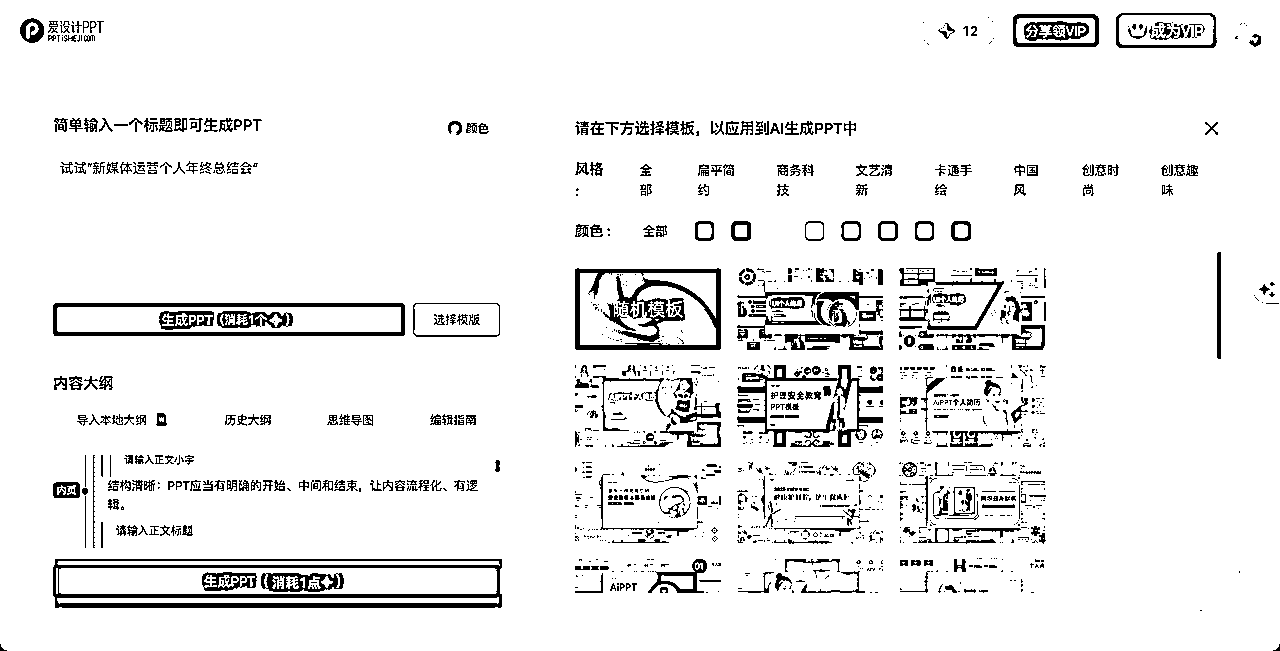 爱设计PPT
PPT.iSHEJI.COM
12
分享领VIP
成为VIP
简单输入一个标题即可生成PPT
颜色
试试"新媒体运营个人年终总结会"
生成PPT (消耗1个)
选择模版
内容大纲
导入本地大纲
历史大纲
思维导图
编辑指南
请输入正文小字
内页
结构清晰：PPT应当有明确的开始、中间和结束，让内容流程化、有逻
辑。
请输入正文标题
生成PPT (消耗1点)
请在下方选择模板，以应用到AI生成PPT中
风格
:
全
部
扁平简
约
商务科
技
文艺清
新
卡通手
绘
中国
风
创意时
尚
创意趣
味
颜色：
全部
随机模板
护理安全教育
PPT模板
AiPPT个人简历
AiPPT
01